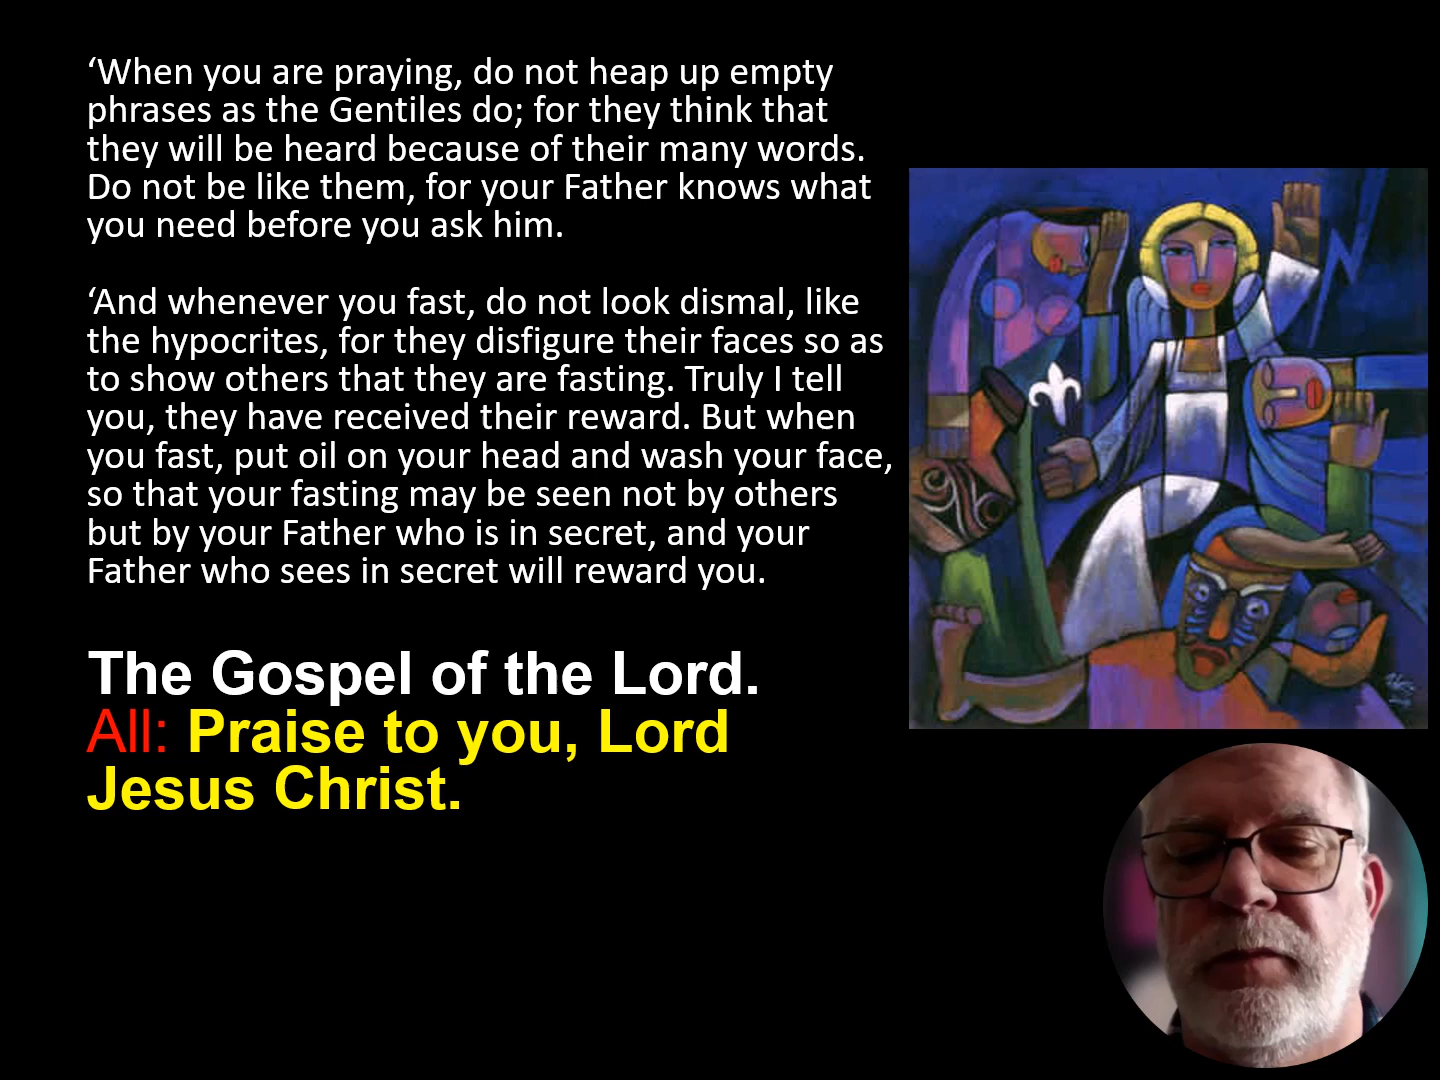 ‘When you are praying, do not heap up empty
phrases as the Gentiles do; for they think that
they will be heard because of their many words.
Do not be like them, for your Father knows what
you need before you ask him.
‘And whenever you fast, do not look dismal, like
the hypocrites, for they disfigure their faces so as
to show others that they are fasting. Truly I tell
you, they have received their reward. But when
you fast, put oil on your head and wash your face,
so that your fasting may be seen not by others
but by your Father who is in secret, and your
Father who sees in secret will reward you.
The Gospel of the Lord.
All: Praise to you, Lord
Jesus Christ.